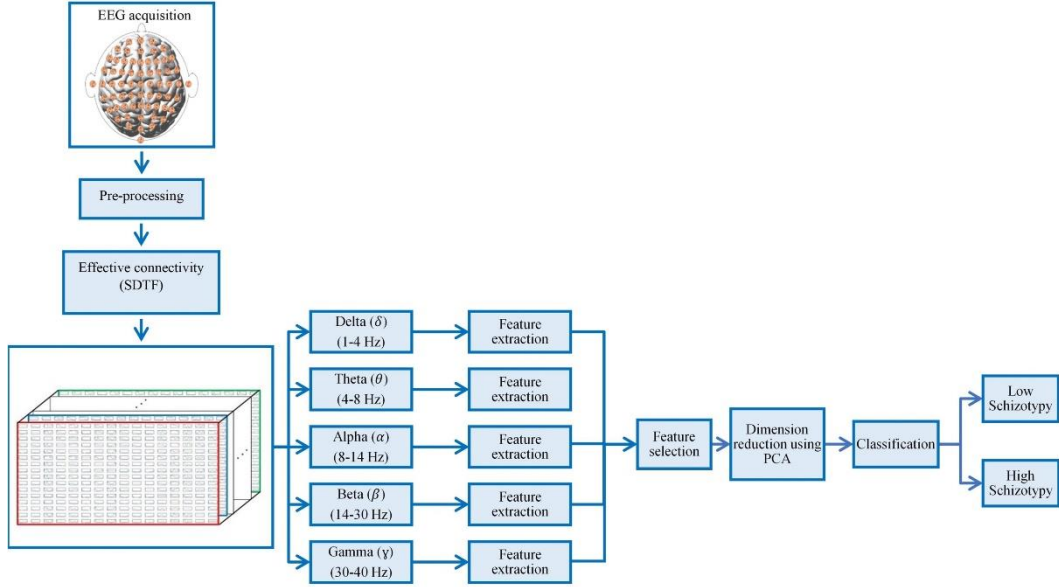 EEG acquisition
Pre-processing
Effective connectivity
(SDTF)
Delta (δ)
(1-4 Hz)
Feature
extraction
Theta (θ)
(4-8 Hz)
Feature
extraction
Alpha (α)
(8-14 Hz)
Feature
extraction
Beta (β)
(14-30 Hz)
Feature
extraction
Gamma (γ)
(30-40 Hz)
Feature
extraction
Feature
selection
Dimension
reduction using
PCA
Classification
Low
Schizotypy
High
Schizotypy